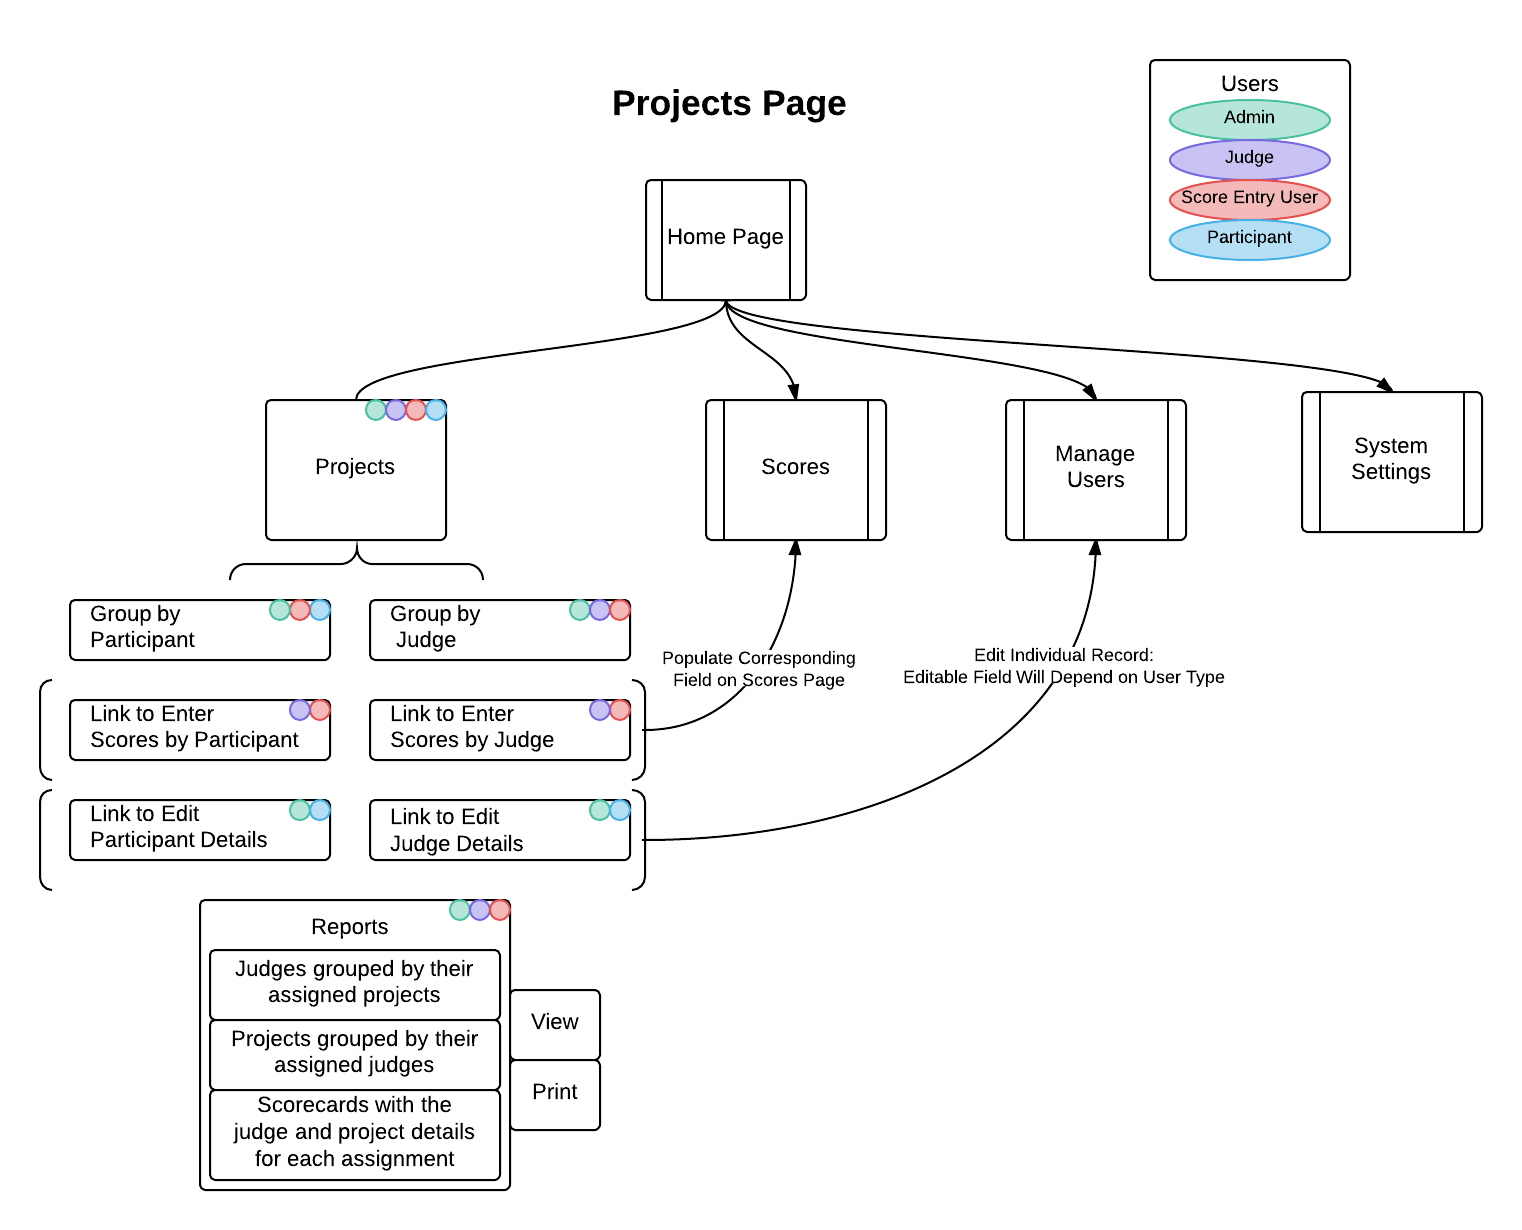 Projects Page
Users
Admin
Judge
Score Entry User
Participant
Home Page
Projects
Scores
Manage
Users
System
Settings
Group by
Participant
Group by
Judge
Populate Corresponding
Field on Scores Page
Edit Individual Record:
Editable Field Will Depend on User Type
Link to Enter
Scores by Participant
Link to Enter
Scores by Judge
Link to Edit
Participant Details
Link to Edit
Judge Details
Reports
Judges grouped by their
assigned projects
Projects grouped by their
assigned judges
Scorecards with the
judge and project details
for each assignment
View
Print